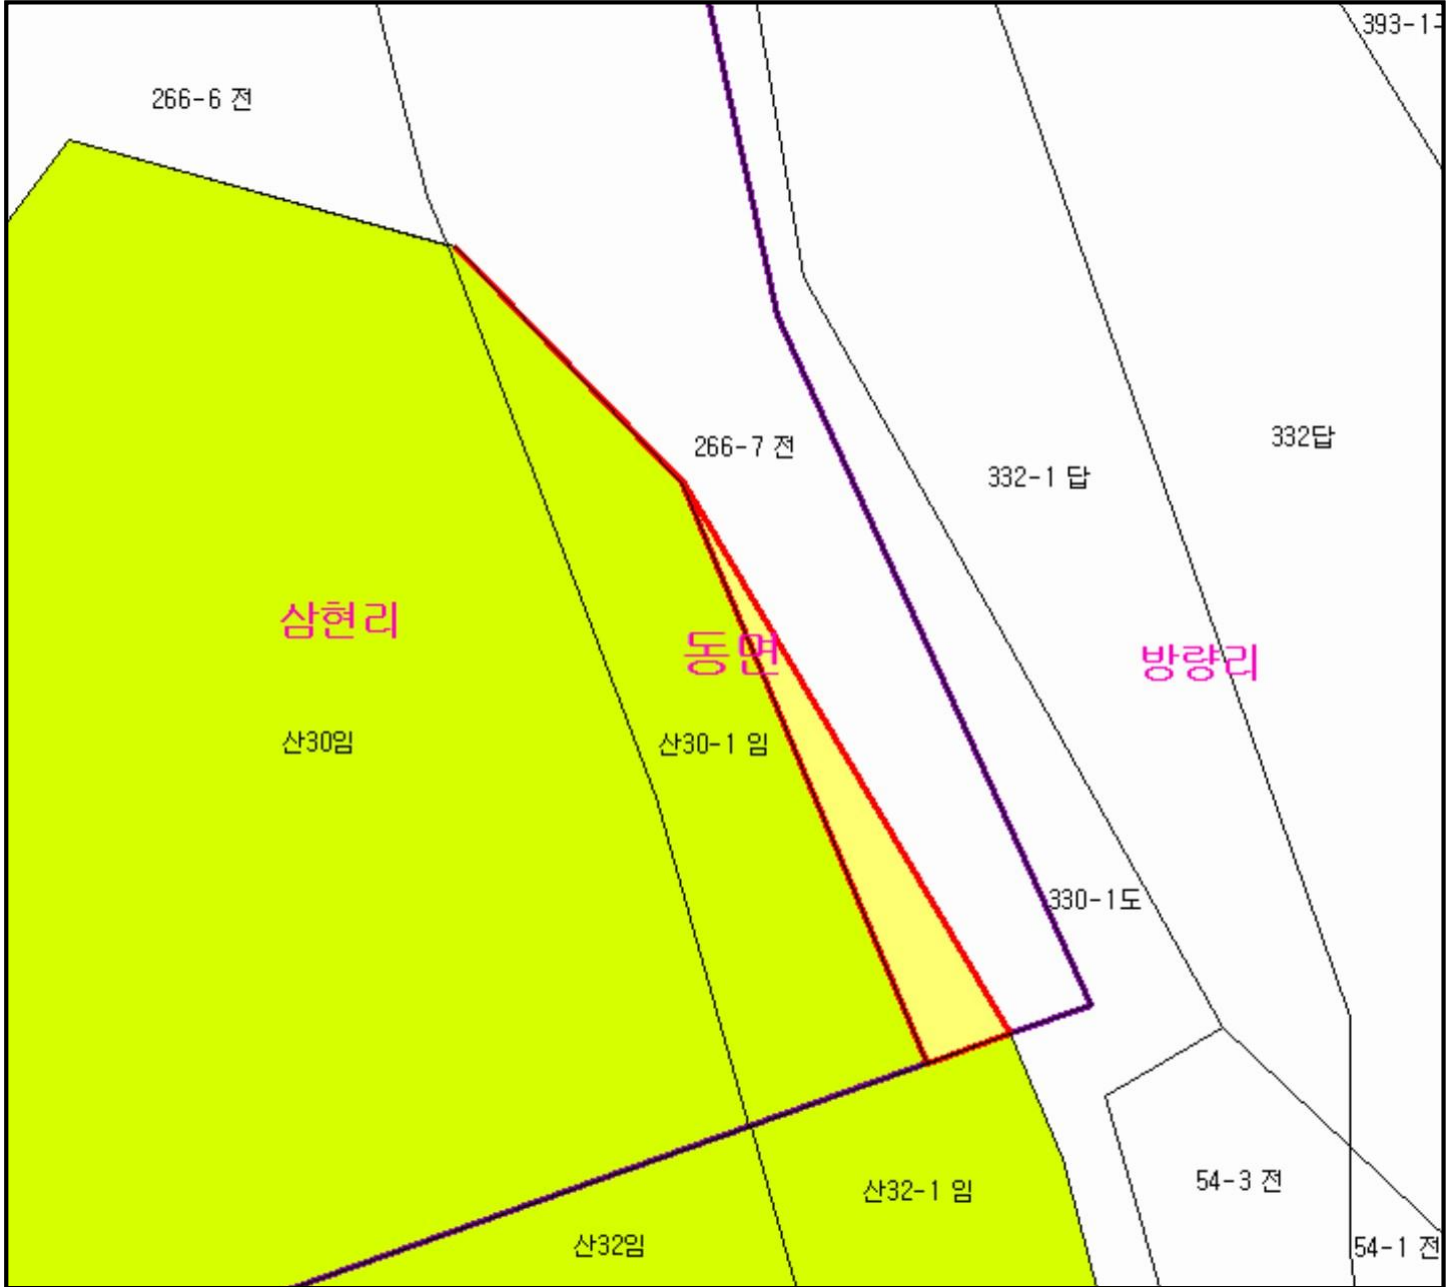 393-1
266-6 전
266-7 전
332답
332-1 답
삼현리
동면
방량리
산30임
산30-1 임
330-1도
산32-1 임
54-3 전
산32임
54-1 전